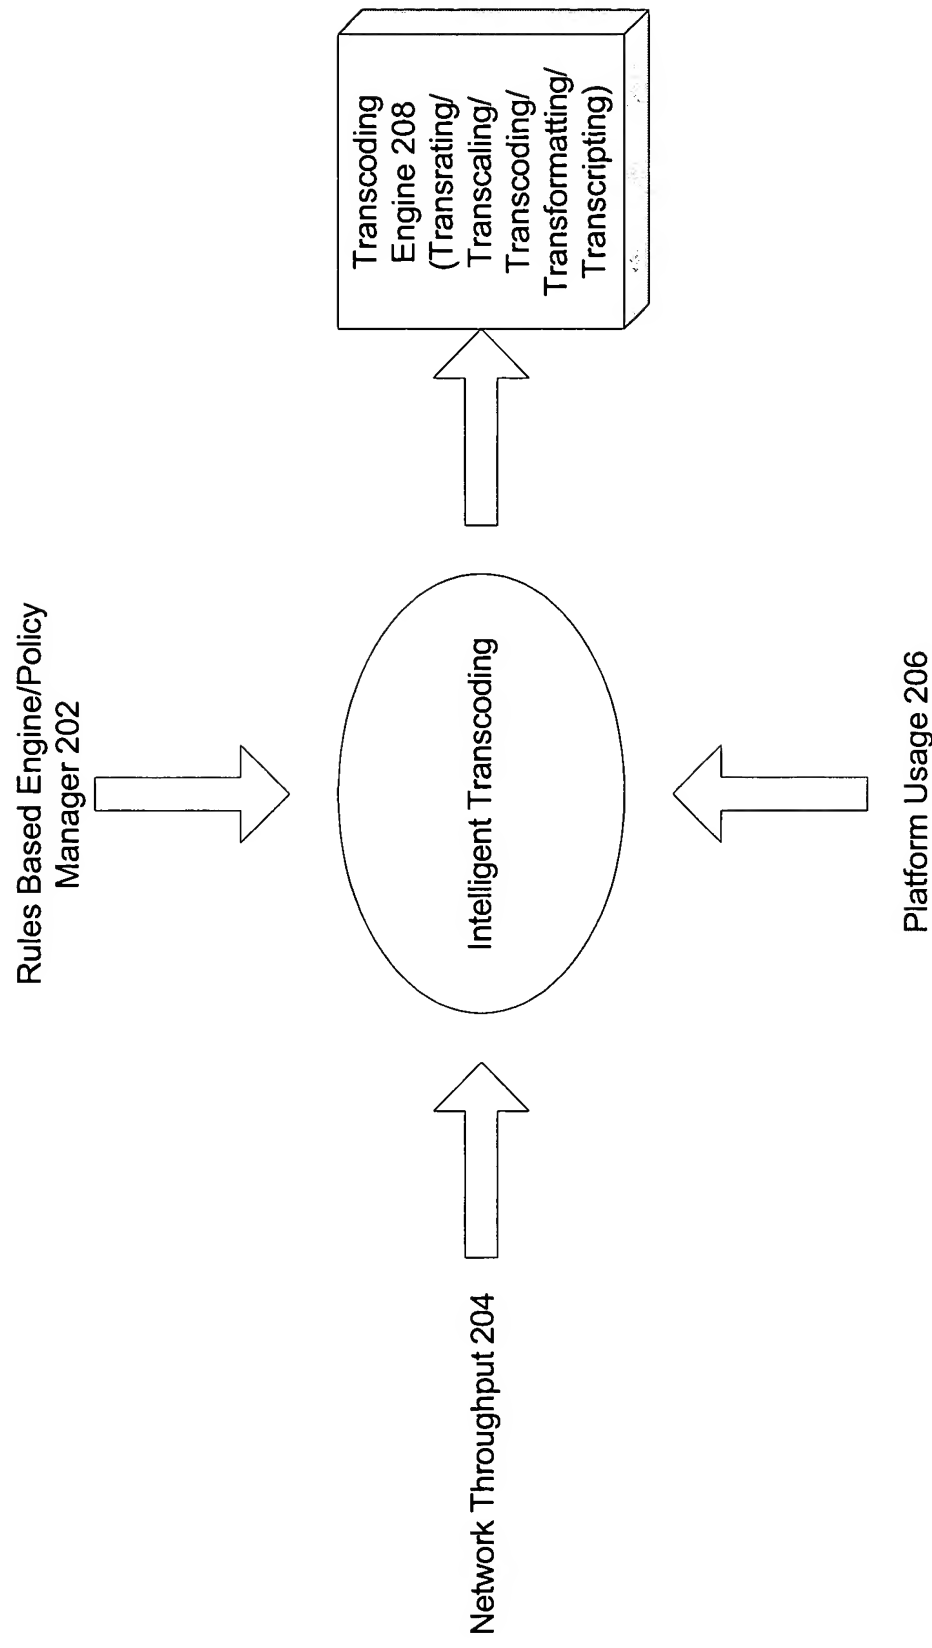 Rules Based Engine/Policy
Manager 202
Network Throughput 204
Intelligent Transcoding
Transcoding
Engine 208
(Transrating/
Transcaling/
Transcoding/
Transformatting/
Transcripting)
Platform Usage 206